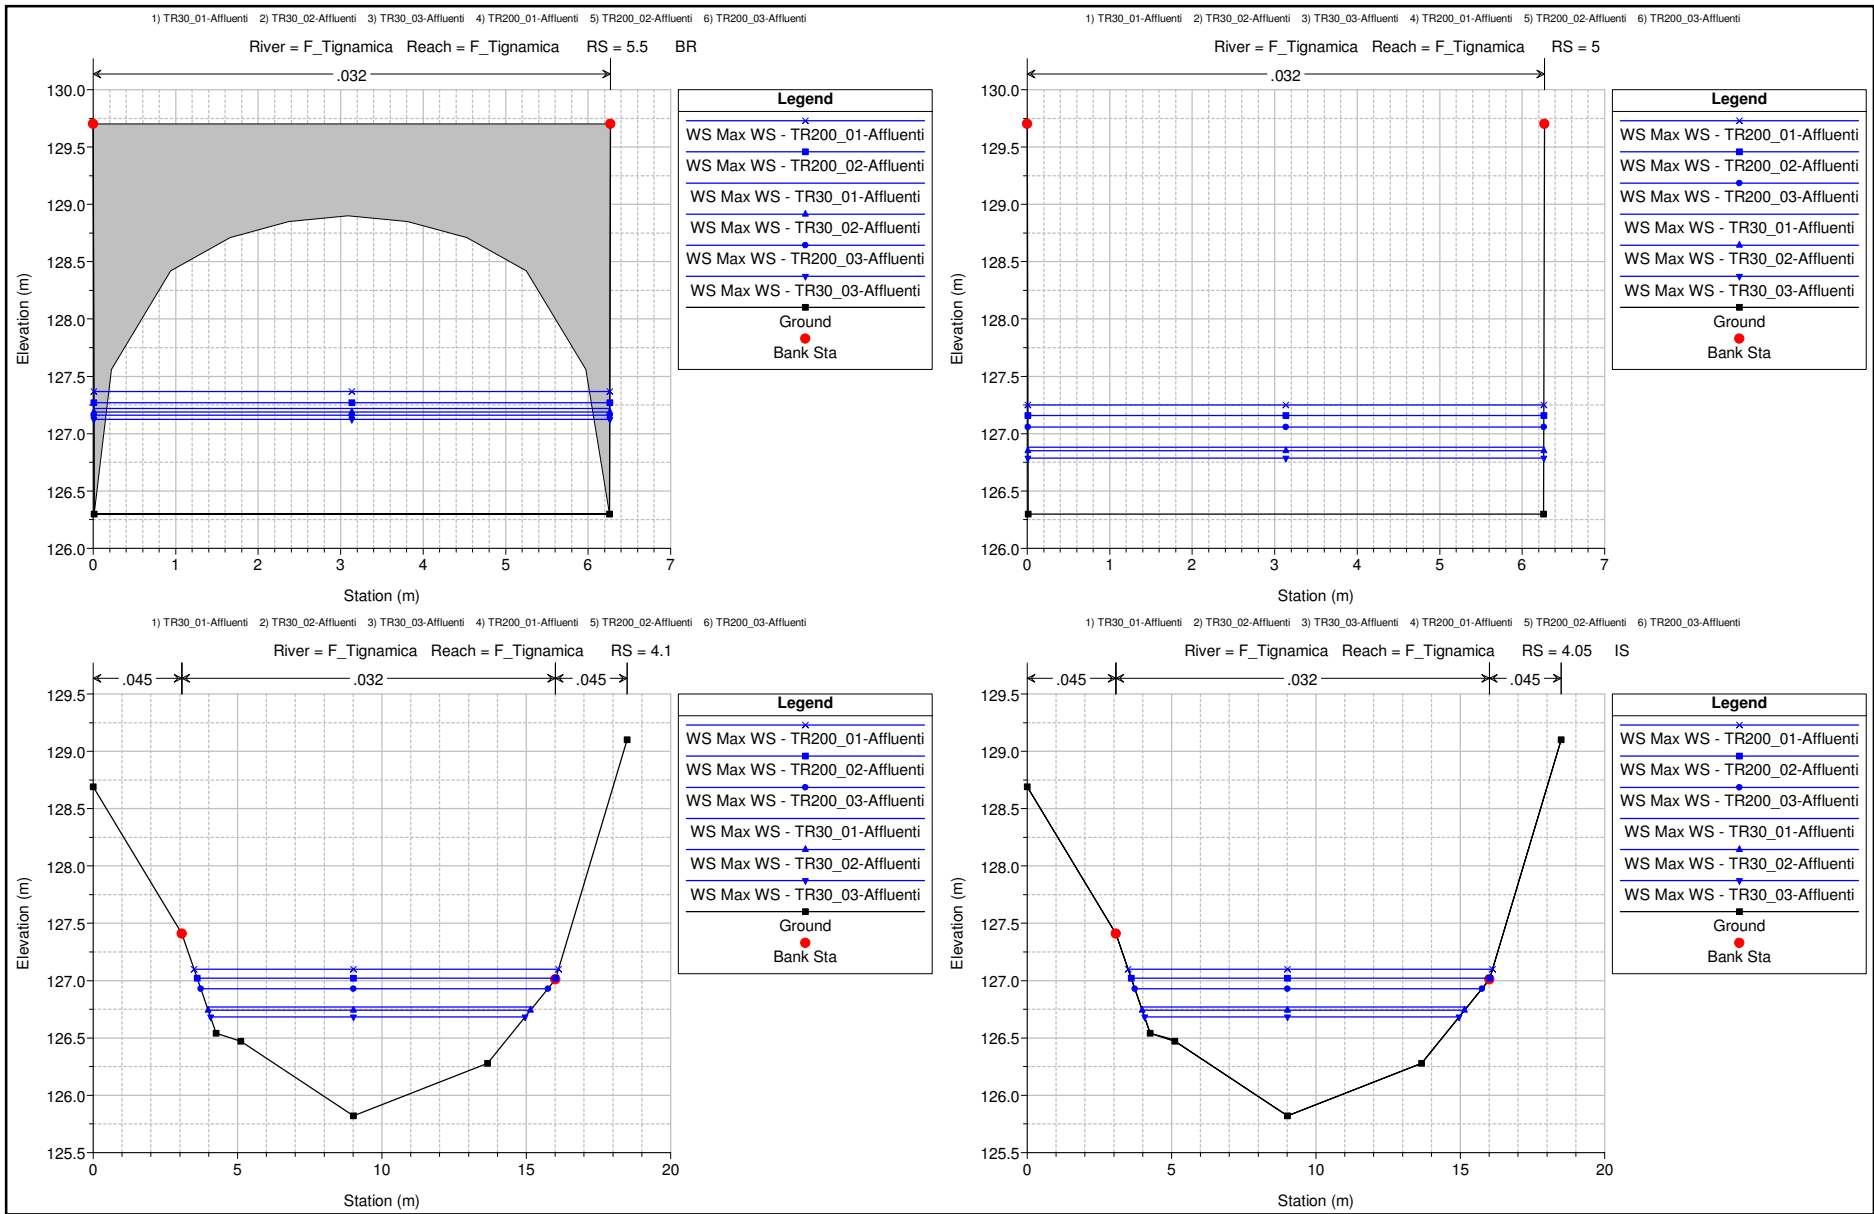 1) TR30_01-Affluenti 2) TR30_02-Affluenti 3) TR30_03-Affluenti 4) TR200_01-Affluenti 5) TR200_02-Affluenti 6) TR200_03-Affluenti
River = F_Tignamica Reach = F_Tignamica RS = 5.5 BR
.032
130.0
129.5
129.0
128.5
128.0
127.5
127.0
126.5
126.0
Elevation (m)
0 1 2 3 4 5 6 7
Station (m)
Legend
WS Max WS - TR200_01-Affluenti
WS Max WS - TR200_02-Affluenti
WS Max WS - TR30_01-Affluenti
WS Max WS - TR30_02-Affluenti
WS Max WS - TR200_03-Affluenti
WS Max WS - TR30_03-Affluenti
Ground
Bank Sta
1) TR30_01-Affluenti 2) TR30_02-Affluenti 3) TR30_03-Affluenti 4) TR200_01-Affluenti 5) TR200_02-Affluenti 6) TR200_03-Affluenti
River = F_Tignamica Reach = F_Tignamica RS = 5
.032
130.0
129.5
129.0
128.5
128.0
127.5
127.0
126.5
126.0
Elevation (m)
0 1 2 3 4 5 6 7
Station (m)
Legend
WS Max WS - TR200_01-Affluenti
WS Max WS - TR200_02-Affluenti
WS Max WS - TR200_03-Affluenti
WS Max WS - TR30_01-Affluenti
WS Max WS - TR30_02-Affluenti
WS Max WS - TR30_03-Affluenti
Ground
Bank Sta
1) TR30_01-Affluenti 2) TR30_02-Affluenti 3) TR30_03-Affluenti 4) TR200_01-Affluenti 5) TR200_02-Affluenti 6) TR200_03-Affluenti
River = F_Tignamica Reach = F_Tignamica RS = 4.1
.045 .032 .045
129.5
129.0
128.5
128.0
127.5
127.0
126.5
126.0
125.5
Elevation (m)
0 5 10 15 20
Station (m)
Legend
WS Max WS - TR200_01-Affluenti
WS Max WS - TR200_02-Affluenti
WS Max WS - TR200_03-Affluenti
WS Max WS - TR30_01-Affluenti
WS Max WS - TR30_02-Affluenti
WS Max WS - TR30_03-Affluenti
Ground
Bank Sta
1) TR30_01-Affluenti 2) TR30_02-Affluenti 3) TR30_03-Affluenti 4) TR200_01-Affluenti 5) TR200_02-Affluenti 6) TR200_03-Affluenti
River = F_Tignamica Reach = F_Tignamica RS = 4.05 IS
.045 .032 .045
129.5
129.0
128.5
128.0
127.5
127.0
126.5
126.0
125.5
Elevation (m)
0 5 10 15 20
Station (m)
Legend
WS Max WS - TR200_01-Affluenti
WS Max WS - TR200_02-Affluenti
WS Max WS - TR200_03-Affluenti
WS Max WS - TR30_01-Affluenti
WS Max WS - TR30_02-Affluenti
WS Max WS - TR30_03-Affluenti
Ground
Bank Sta